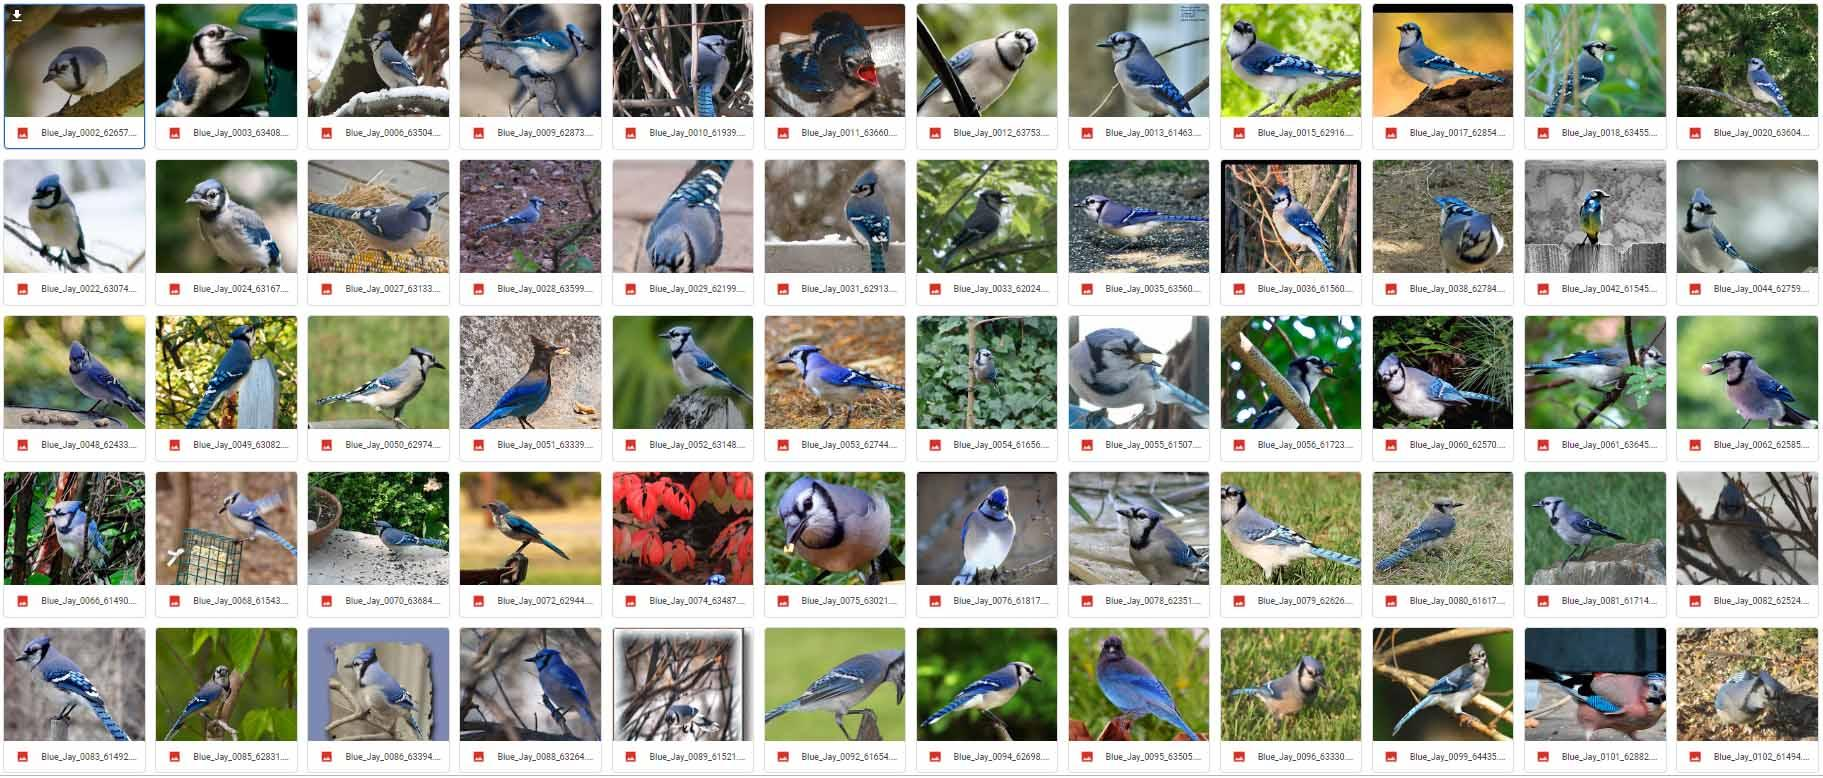 Blue_Jay_0002_62657....
Blue_Jay_0003_63408....
Blue_Jay_0006_63504....
Blue_Jay_0009_62873....
Blue_Jay_0010_61939....
Blue_Jay_0011_63660....
Blue_Jay_0012_63753....
Blue_Jay_0013_61463....
Blue_Jay_0015_62916....
Blue_Jay_0017_62854....
Blue_Jay_0018_63455....
Blue_Jay_0020_63604....
Blue_Jay_0022_63074....
Blue_Jay_0024_63167....
Blue_Jay_0027_63133....
Blue_Jay_0028_63599....
Blue_Jay_0029_62199....
Blue_Jay_0031_62913....
Blue_Jay_0033_62024....
Blue_Jay_0035_63560....
Blue_Jay_0036_61560....
Blue_Jay_0038_62784....
Blue_Jay_0042_61545....
Blue_Jay_0044_62759....
Blue_Jay_0048_62433....
Blue_Jay_0049_63082....
Blue_Jay_0050_62974....
Blue_Jay_0051_63339....
Blue_Jay_0052_63148....
Blue_Jay_0053_62744....
Blue_Jay_0054_61656....
Blue_Jay_0055_61507....
Blue_Jay_0056_61723....
Blue_Jay_0060_62570....
Blue_Jay_0061_63645....
Blue_Jay_0062_62585....
Blue_Jay_0066_61490....
Blue_Jay_0068_61543....
Blue_Jay_0070_63684....
Blue_Jay_0072_62944....
Blue_Jay_0074_63487....
Blue_Jay_0075_63021....
Blue_Jay_0076_61817....
Blue_Jay_0078_62351....
Blue_Jay_0079_62626....
Blue_Jay_0080_61617....
Blue_Jay_0081_61714....
Blue_Jay_0082_62524....
Blue_Jay_0083_61492....
Blue_Jay_0085_62831....
Blue_Jay_0086_63394....
Blue_Jay_0088_63264....
Blue_Jay_0089_61521....
Blue_Jay_0092_61654....
Blue_Jay_0094_62698....
Blue_Jay_0095_63505....
Blue_Jay_0096_63330....
Blue_Jay_0099_64435....
Blue_Jay_0101_62882....
Blue_Jay_0102_61494....